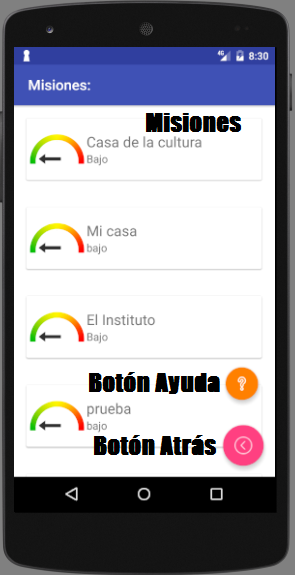 4G 8:30
Misiones:
Misiones
Casa de la cultura
Bajo
Mi casa
bajo
El Instituto
Bajo
Botón Ayuda ?
prueba
bajo
Botón Atrás